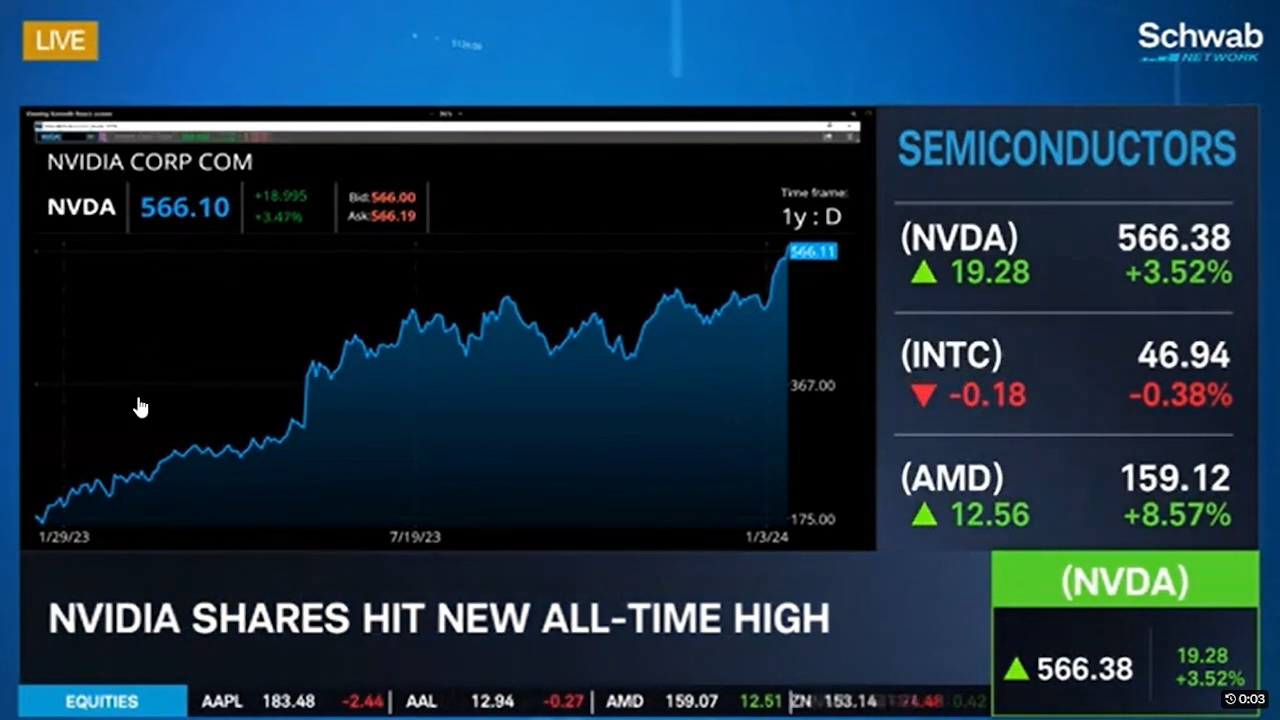 LIVE
Schwab
NETWORK
NVIDIA CORP COM
NVDA 566.10 +18.995 +3.47% Bid:566.00 Ask:566.19
Time frame:
1y : D
566.11
367.00
175.00
1/29/23 7/19/23 1/3/24
SEMICONDUCTORS
(NVDA) 566.38
▲ 19.28 +3.52%
(INTC) 46.94
▼ -0.18 -0.38%
(AMD) 159.12
▲ 12.56 +8.57%
NVIDIA SHARES HIT NEW ALL-TIME HIGH
(NVDA)
▲ 566.38 19.28 +3.52%
EQUITIES AAPL 183.48 -2.44 AAL 12.94 -0.27 AMD 159.07 12.51
0:03